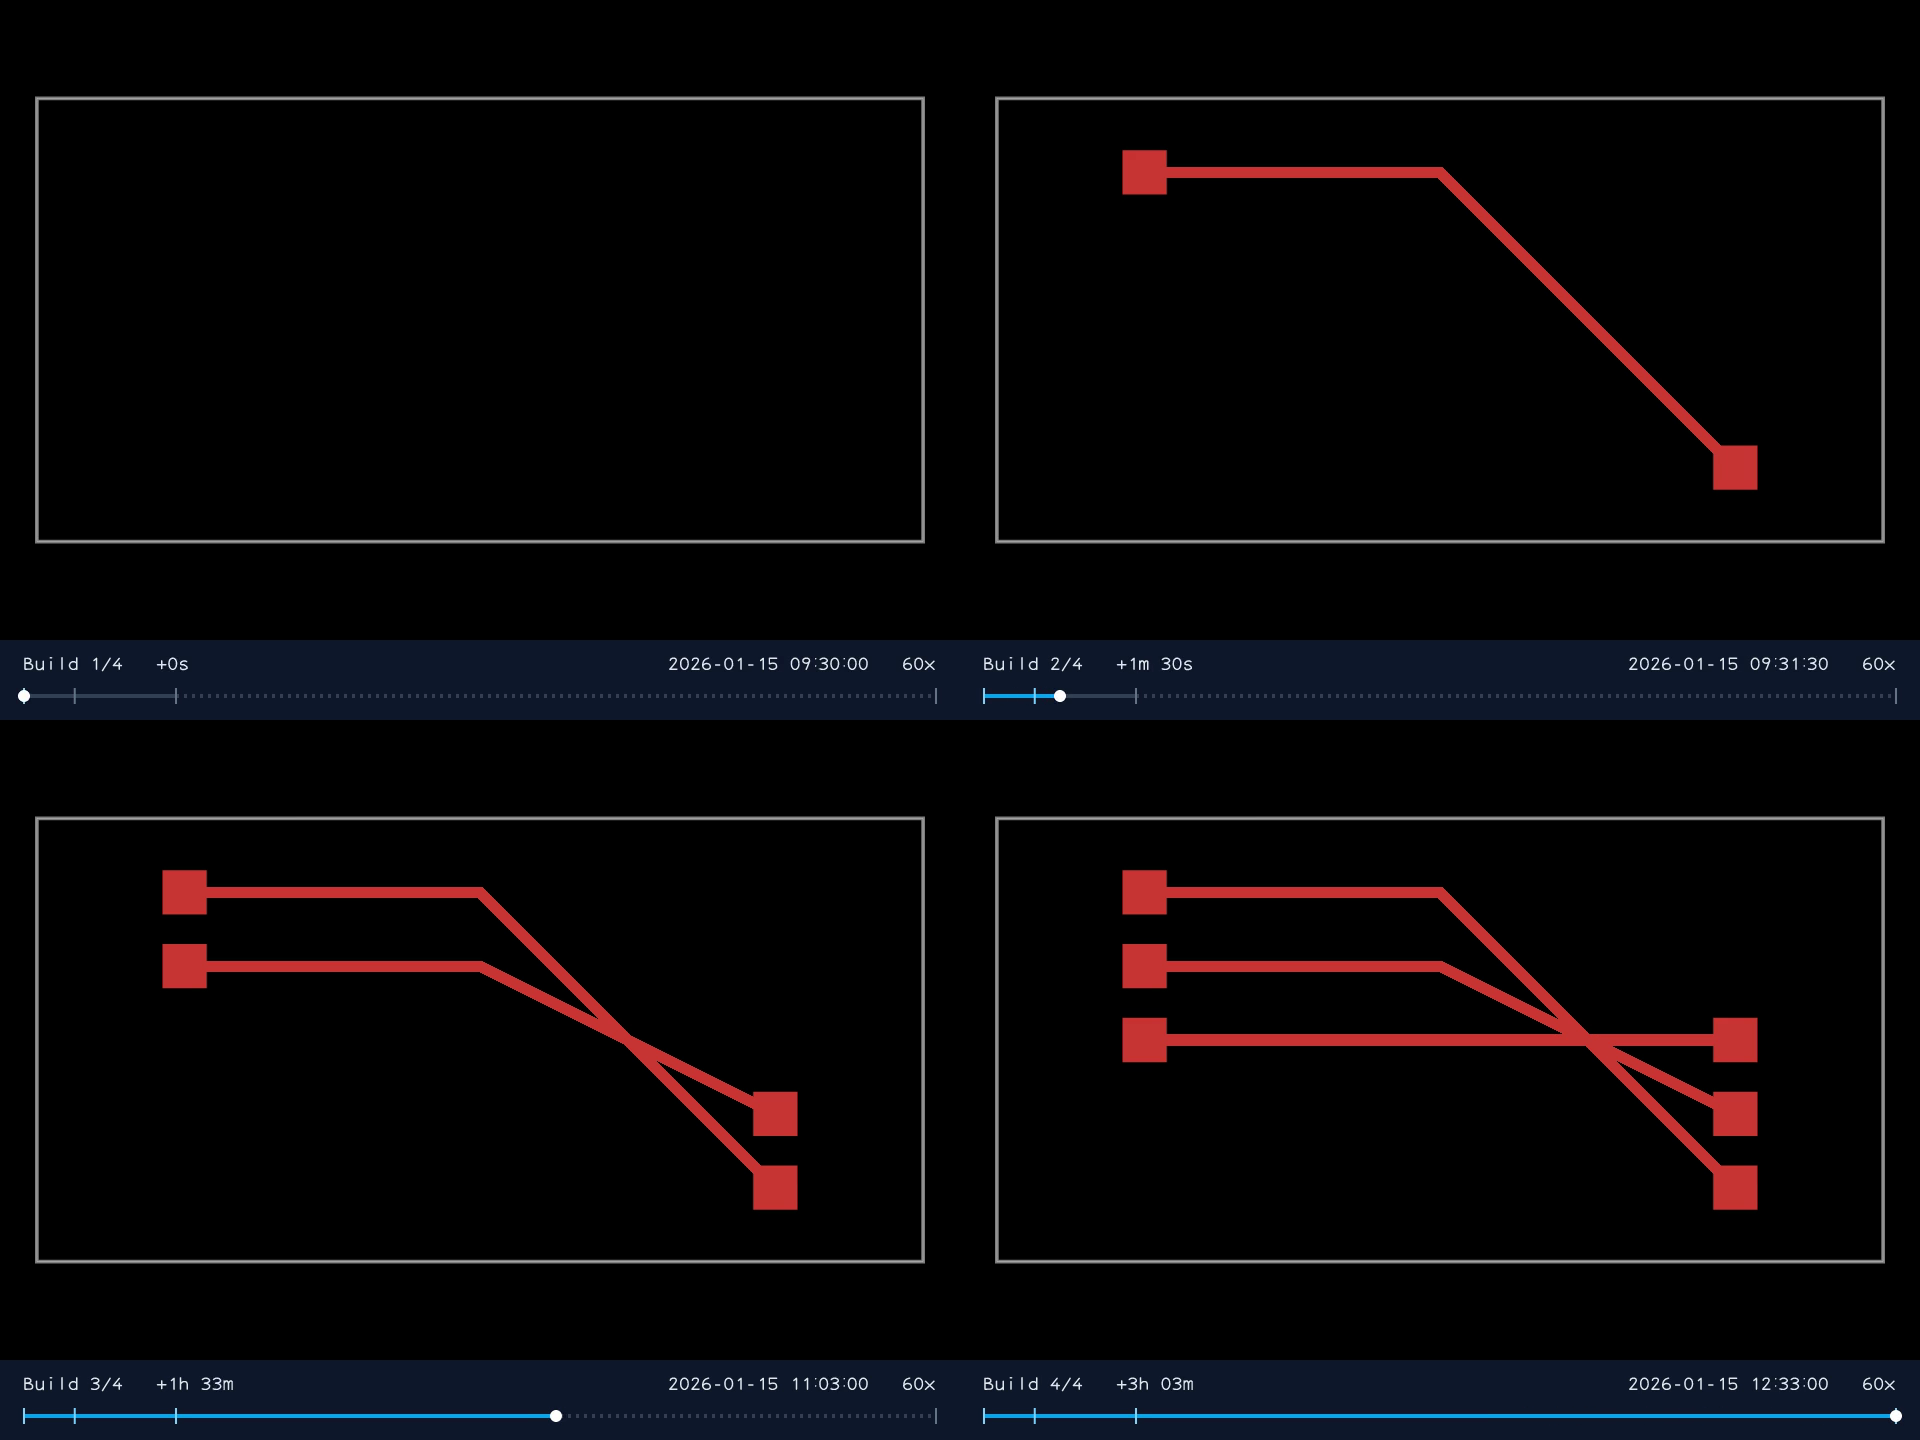 Build 1/4 +0s 2026-01-15 09:30:00 60x
Build 2/4 +1m 30s 2026-01-15 09:31:30 60x
Build 3/4 +1h 33m 2026-01-15 11:03:00 60x
Build 4/4 +3h 03m 2026-01-15 12:33:00 60x